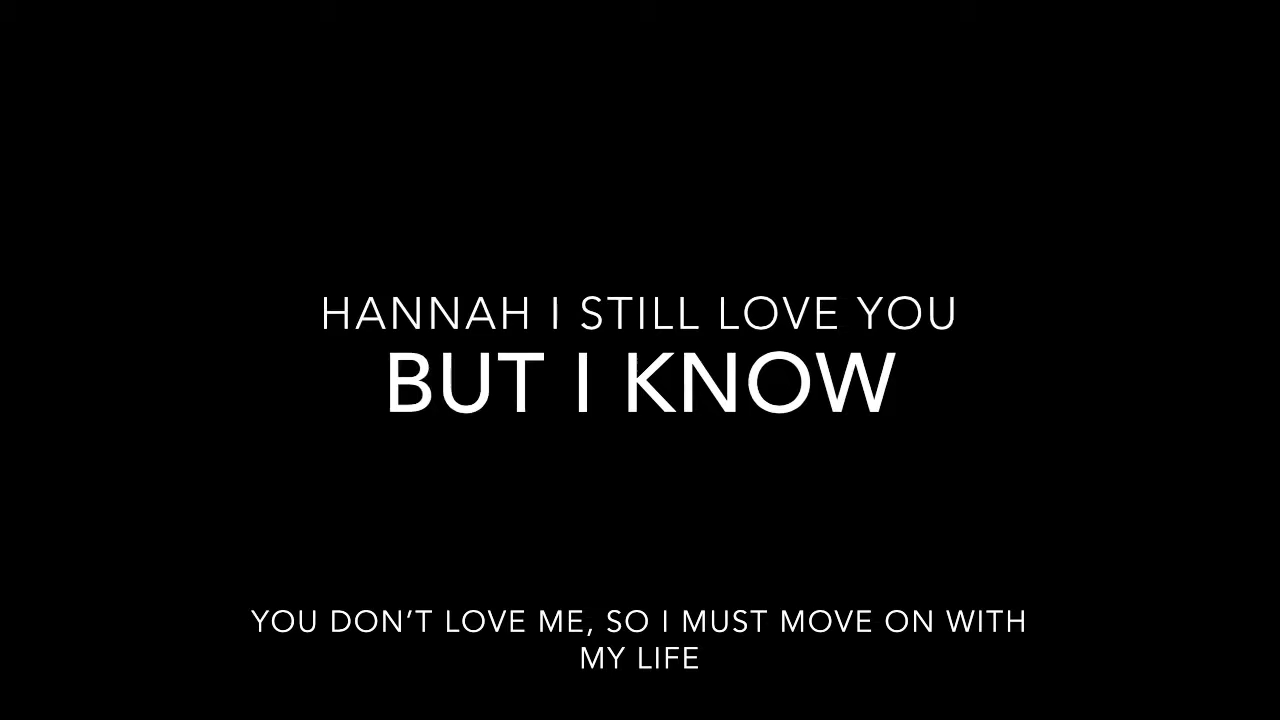 HANNAH I STILL LOVE YOU
BUT I KNOW
YOU DON’T LOVE ME, SO I MUST MOVE ON WITH
MY LIFE